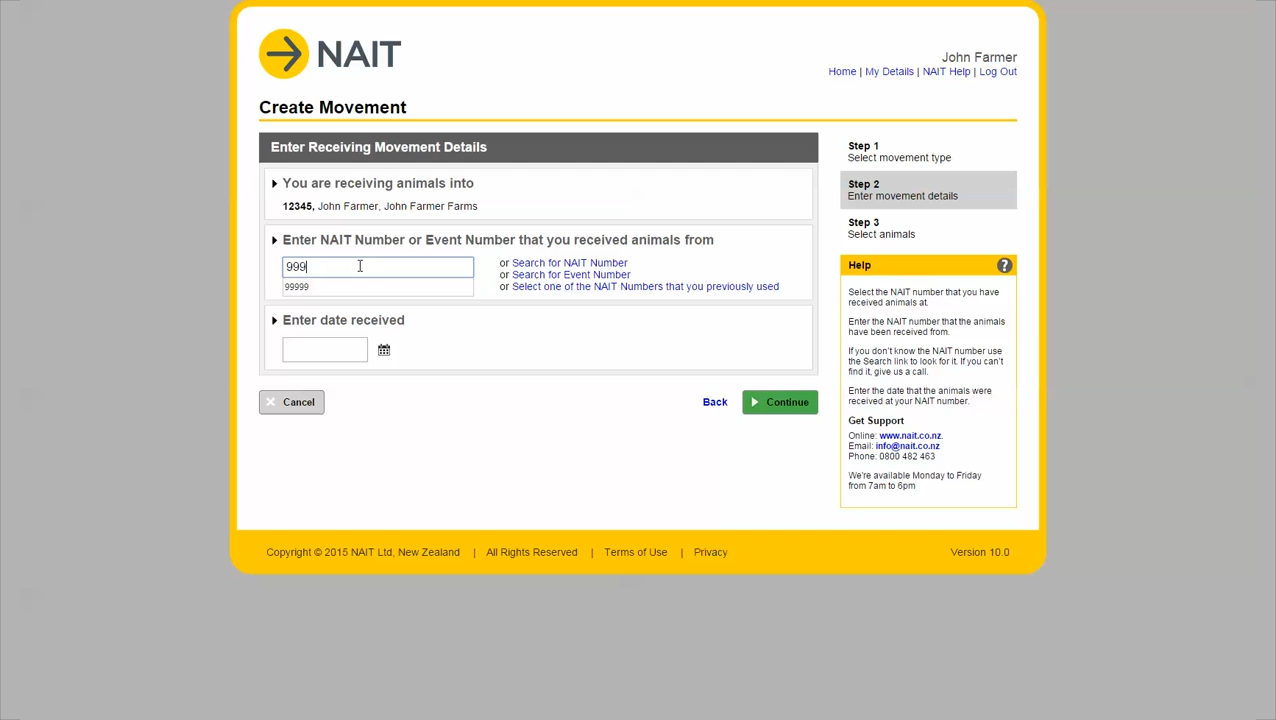 NAIT
John Farmer
Home | My Details | NAIT Help | Log Out
Create Movement
Enter Receiving Movement Details
You are receiving animals into
12345, John Farmer, John Farmer Farms
Enter NAIT Number or Event Number that you received animals from
999
99999
or Search for NAIT Number
or Search for Event Number
or Select one of the NAIT Numbers that you previously used
Enter date received
Cancel
Back
Continue
Step 1
Select movement type
Step 2
Enter movement details
Step 3
Select animals
Help ?
Select the NAIT number that you have
received animals at.
Enter the NAIT number that the animals
have been received from.
If you don't know the NAIT number use
the Search link to look for it. If you can't
find it, give us a call.
Enter the date that the animals were
received at your NAIT number.
Get Support
Online: www.nait.co.nz.
Email: info@nait.co.nz
Phone: 0800 482 463
We're available Monday to Friday
from 7am to 6pm
Copyright © 2015 NAIT Ltd, New Zealand | All Rights Reserved | Terms of Use | Privacy
Version 10.0